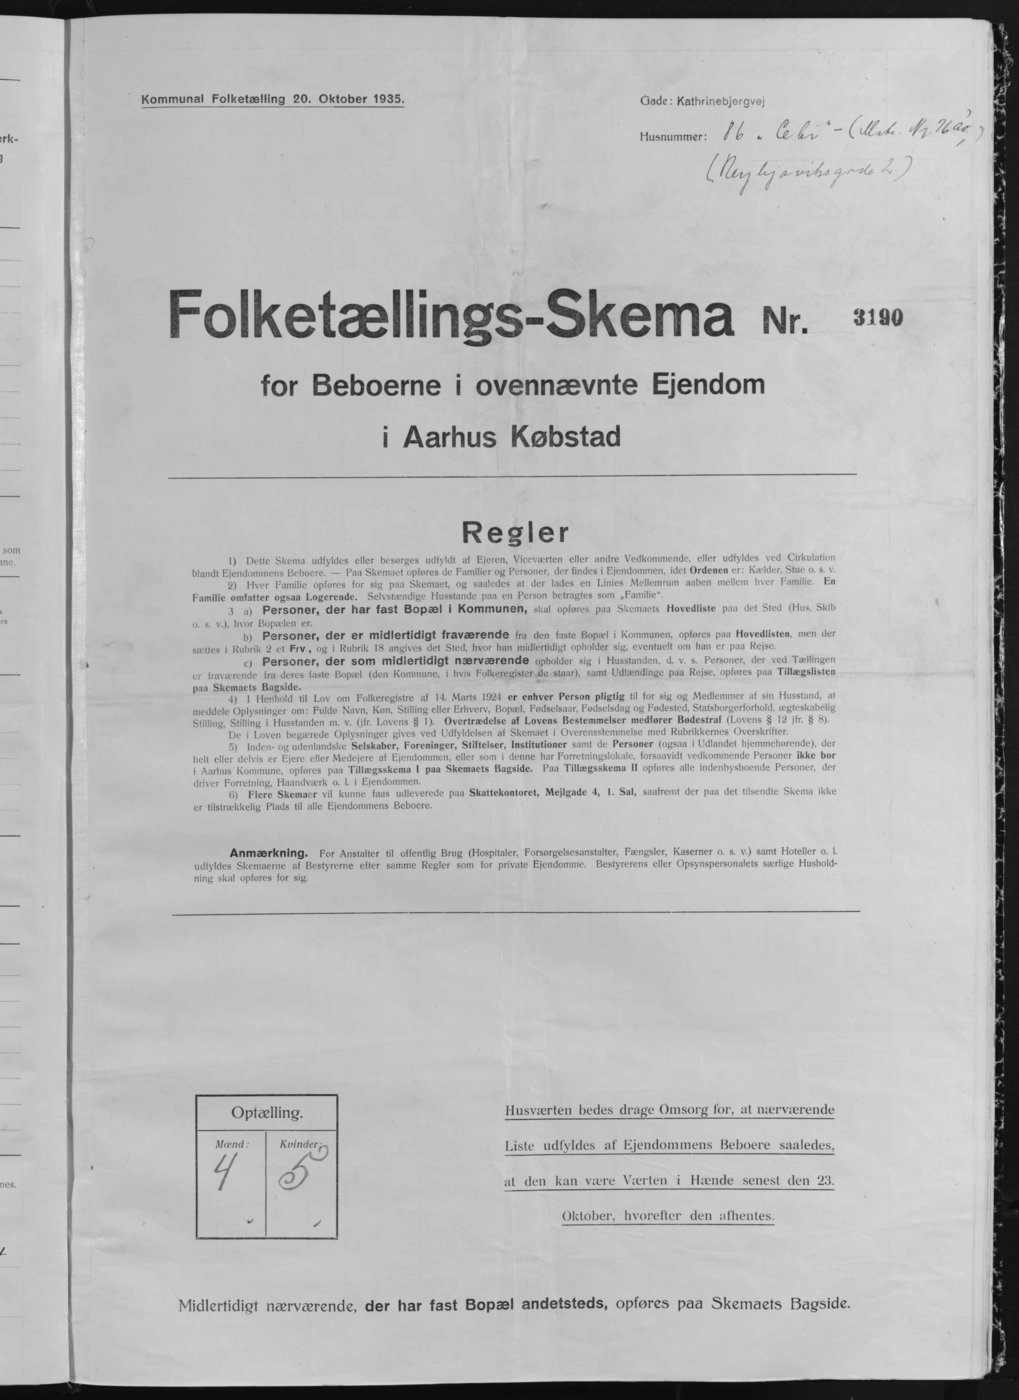 Kommunal Folketælling 20. Oktober 1935.
Gade: Kathrinebjergvej
Husnummer: 86 „Cebi“ - (Matr. Nr. 76
(Reykjaviksgade 2.)
Folketællings-Skema Nr. 3190
for Beboerne i ovennævnte Ejendom
i Aarhus Købstad
Regler
1) Dette Skema udfyldes eller besørges udfyldt af Ejeren, Viceværten eller andre Vedkommende, eller udfyldes ved Cirkulation
blandt Ejendommens Beboere. — Paa Skemaet opføres de Familier og Personer, der findes i Ejendommen, idet Ordenen er: Kælder, Stue o. s. v.
2) Hver Familie opføres for sig paa Skemaet, og saaledes at der lades en Linies Mellemrum aaben mellem hver Familie. En
Familie omfatter ogsaa Logerende. Selvstændige Husstande paa en Person betragtes som „Familie“.
3 a) Personer, der har fast Bopæl i Kommunen, skal opføres paa Skemaets Hovedliste paa det Sted (Hus, Skib
o. s. v.), hvor Bopælen er.
b) Personer, der er midlertidigt fraværende fra den faste Bopæl i Kommunen, opføres paa Hovedlisten, men der
sættes i Rubrik 2 et Frv., og i Rubrik 18 angives det Sted, hvor han midlertidigt opholder sig, eventuelt om han er paa Rejse.
c) Personer, der som midlertidigt nærværende opholder sig i Husstanden, d. v. s. Personer, der ved Tællingen
er fraværende fra deres faste Bopæl (den Kommune, i hvis Folkeregister de staar), samt Udlændinge paa Rejse, opføres paa Tillægslisten
paa Skemaets Bagside.
4) I Henhold til Lov om Folkeregistre af 14. Marts 1924 er enhver Person pligtig til for sig og Medlemmer af sin Husstand, at
meddele Oplysninger om: Fulde Navn, Køn, Stilling eller Erhverv, Bopæl, Fødselsaar, Fødselsdag og Fødested, Statsborgerforhold, ægteskabelig
Stilling, Stilling i Husstanden m. v. (jfr. Lovens § 1). Overtrædelse af Lovens Bestemmelser medfører Bødestraf (Lovens § 12 jfr. § 8).
De i Loven begærede Oplysninger gives ved Udfyldelsen af Skemaet i Overensstemmelse med Rubrikkernes Overskrifter.
5) Inden- og udenlandske Selskaber, Foreninger, Stiftelser, Institutioner samt de Personer (ogsaa i Udlandet hjemmehørende), der
helt eller delvis er Ejere eller Medejere af Ejendommen, eller som i denne har Forretningslokale, forsaavidt vedkommende Personer ikke bor
i Aarhus Kommune, opføres paa Tillægsskema I paa Skemaets Bagside. Paa Tillægsskema II opføres alle indenbysboende Personer, der
driver Forretning, Haandværk o. l. i Ejendommen.
6) Flere Skemaer vil kunne faas udleverede paa Skattekontoret, Mejlgade 4, 1. Sal, saafremt der paa det tilsendte Skema ikke
er tilstrækkelig Plads til alle Ejendommens Beboere.
Anmærkning. For Anstalter til offentlig Brug (Hospitaler, Forsørgelsesanstalter, Fængsler, Kaserner o. s. v.) samt Hoteller o. l.
udfyldes Skemaerne af Bestyrerne efter samme Regler som for private Ejendomme. Bestyrerens eller Opsynspersonalets særlige Hushold-
ning skal opføres for sig.
Optælling.
Mænd: Kvinder:
4 5
Husværten bedes drage Omsorg for, at nærværende
Liste udfyldes af Ejendommens Beboere saaledes,
at den kan være Værten i Hænde senest den 23.
Oktober, hvorefter den afhentes.
Midlertidigt nærværende, der har fast Bopæl andetsteds, opføres paa Skemaets Bagside.